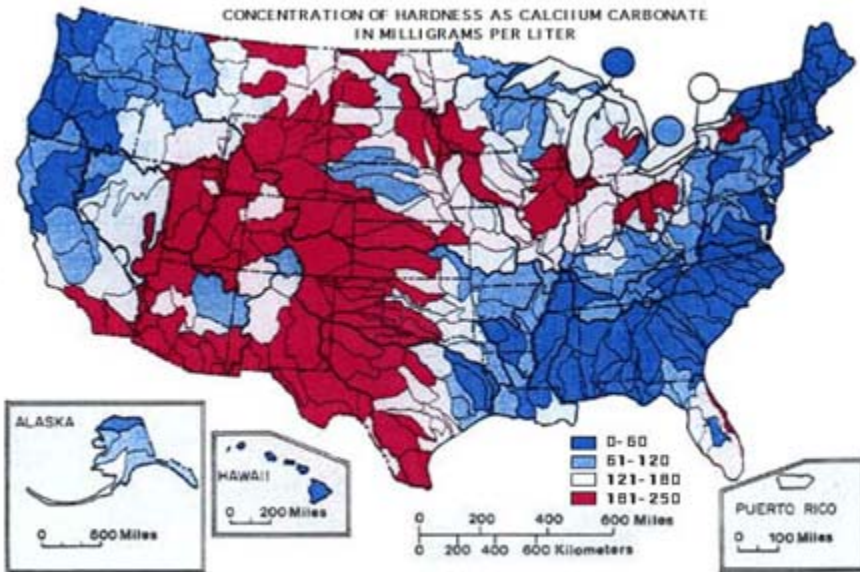 CONCENTRATION OF HARDNESS AS CALCIIUM CARBONATE
IN MILLIGRAMS PER LITER
ALASKA
0 500 Miles
HAWAII
0 200 Miles
0-60
61-120
121-180
181-250
0 200 400 600 Miles
0 200 400 600 Kilometers
PUERTO RICO
0 100 Miles